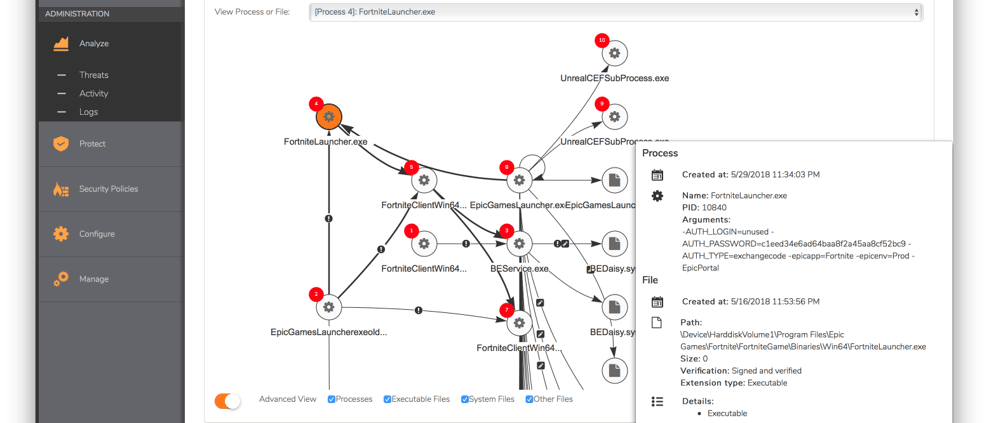 ADMINISTRATION
Analyze
Threats
Activity
Logs
Protect
Security Policies
Configure
Manage
View Process or File:
[Process 4]: FortniteLauncher.exe
10
UnrealCEFSubProcess.exe
4
9
FortniteLauncher.exe
UnrealCEFSubProcess.exe
5
8
FortniteClientWin64...
EpicGamesLauncher.exe
EpicGamesLaunc
1
3
FortniteClientWin64...
BEService.exe
BEDaisy.sy
2
7
EpicGamesLauncherexeold...
BEDaisy.sy
FortniteClientWin64...
Advanced View
Processes
Executable Files
System Files
Other Files
Process
Created at: 5/29/2018 11:34:03 PM
Name: FortniteLauncher.exe
PID: 10840
Arguments:
-AUTH_LOGIN=unused -
AUTH_PASSWORD=c1eed34e6ad64baa8f2a45aa8cf52bc9 -
AUTH_TYPE=exchangecode -epicapp=Fortnite -epicenv=Prod -
EpicPortal
File
Created at: 5/16/2018 11:53:56 PM
Path:
\Device\HarddiskVolume1\Program Files\Epic
Games\Fortnite\FortniteGame\Binaries\Win64\FortniteLauncher.exe
Size: 0
Verification: Signed and verified
Extension type: Executable
Details:
• Executable